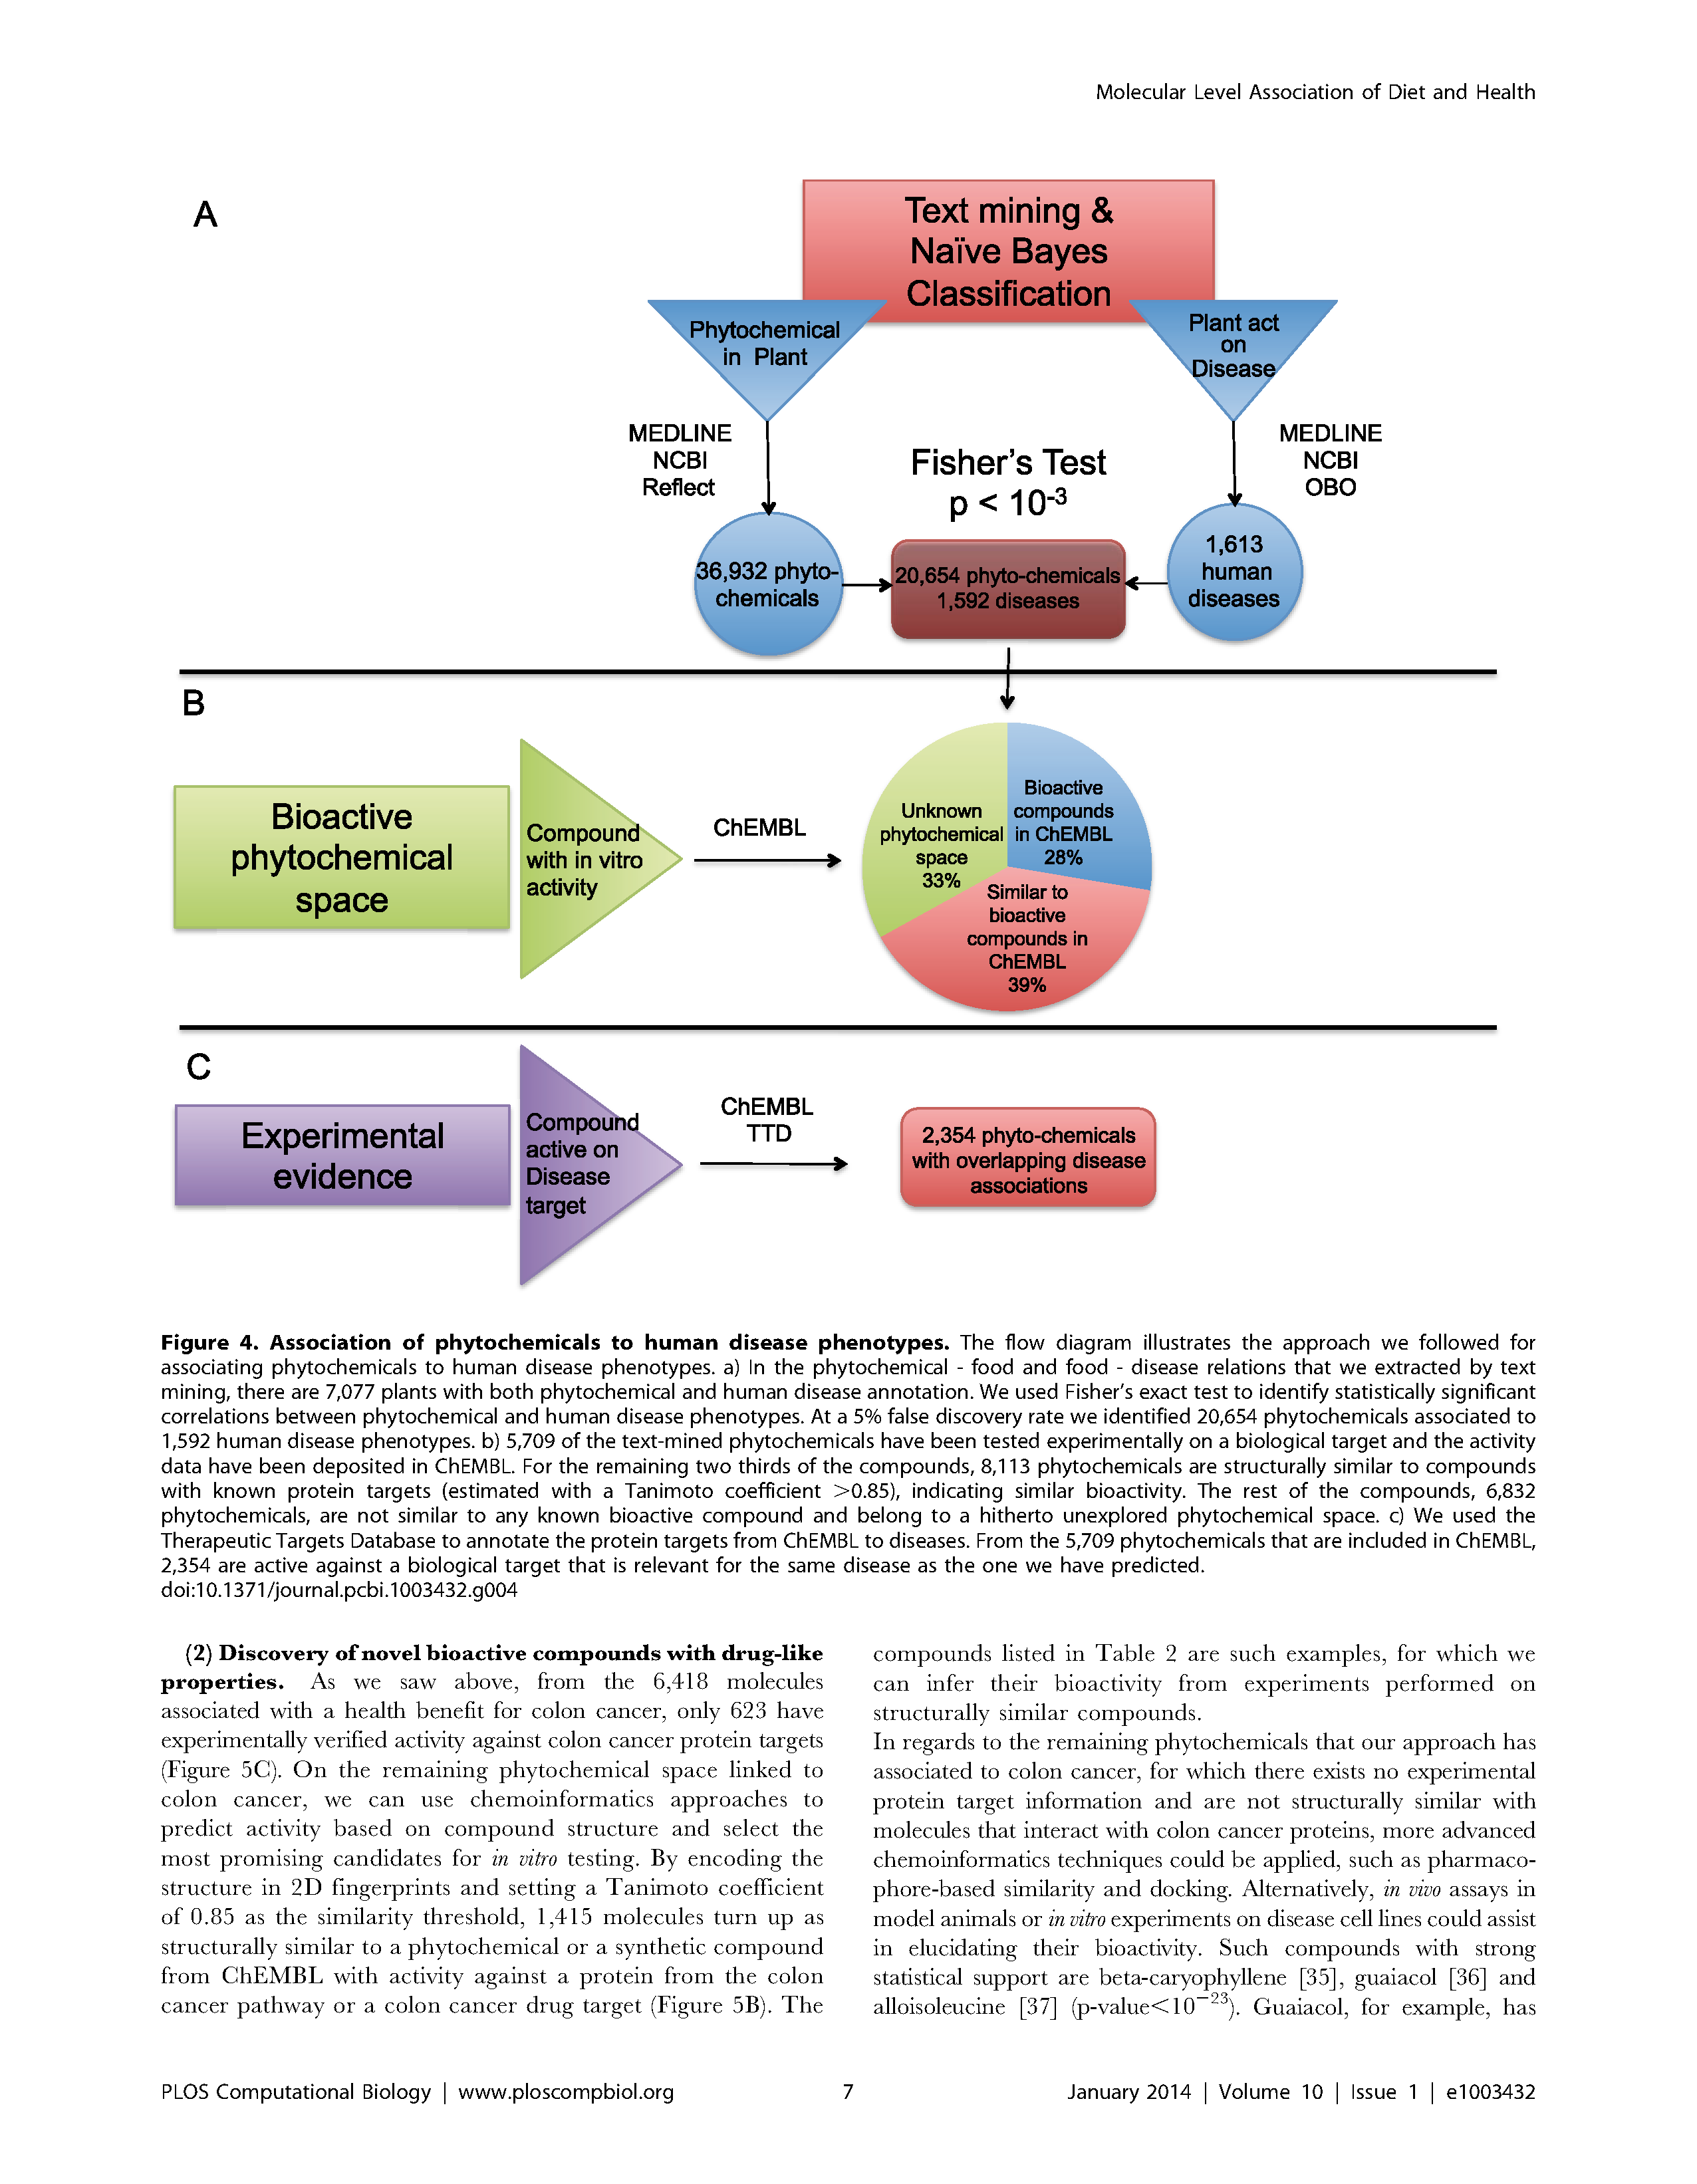 Molecular Level Association of Diet and Health
A
Text mining &
Naïve Bayes
Classification
Phytochemical
in Plant
Plant act
on
Disease
MEDLINE
NCBI
Reflect
Fisher's Test
p < 10⁻³
MEDLINE
NCBI
OBO
36,932 phyto-
chemicals
20,654 phyto-chemicals
1,592 diseases
1,613
human
diseases
B
Bioactive
phytochemical
space
Compound
with in vitro
activity
ChEMBL
Unknown
phytochemical
space
33%
Bioactive
compounds
in ChEMBL
28%
Similar to
bioactive
compounds in
ChEMBL
39%
C
Experimental
evidence
Compound
active on
Disease
target
ChEMBL
TTD
2,354 phyto-chemicals
with overlapping disease
associations
Figure 4. Association of phytochemicals to human disease phenotypes. The flow diagram illustrates the approach we followed for
associating phytochemicals to human disease phenotypes. a) In the phytochemical - food and food - disease relations that we extracted by text
mining, there are 7,077 plants with both phytochemical and human disease annotation. We used Fisher's exact test to identify statistically significant
correlations between phytochemical and human disease phenotypes. At a 5% false discovery rate we identified 20,654 phytochemicals associated to
1,592 human disease phenotypes. b) 5,709 of the text-mined phytochemicals have been tested experimentally on a biological target and the activity
data have been deposited in ChEMBL. For the remaining two thirds of the compounds, 8,113 phytochemicals are structurally similar to compounds
with known protein targets (estimated with a Tanimoto coefficient >0.85), indicating similar bioactivity. The rest of the compounds, 6,832
phytochemicals, are not similar to any known bioactive compound and belong to a hitherto unexplored phytochemical space. c) We used the
Therapeutic Targets Database to annotate the protein targets from ChEMBL to diseases. From the 5,709 phytochemicals that are included in ChEMBL,
2,354 are active against a biological target that is relevant for the same disease as the one we have predicted.
doi:10.1371/journal.pcbi.1003432.g004
(2) Discovery of novel bioactive compounds with drug-like
properties. As we saw above, from the 6,418 molecules
associated with a health benefit for colon cancer, only 623 have
experimentally verified activity against colon cancer protein targets
(Figure 5C). On the remaining phytochemical space linked to
colon cancer, we can use chemoinformatics approaches to
predict activity based on compound structure and select the
most promising candidates for in vitro testing. By encoding the
structure in 2D fingerprints and setting a Tanimoto coefficient
of 0.85 as the similarity threshold, 1,415 molecules turn up as
structurally similar to a phytochemical or a synthetic compound
from ChEMBL with activity against a protein from the colon
cancer pathway or a colon cancer drug target (Figure 5B). The
compounds listed in Table 2 are such examples, for which we
can infer their bioactivity from experiments performed on
structurally similar compounds.
In regards to the remaining phytochemicals that our approach has
associated to colon cancer, for which there exists no experimental
protein target information and are not structurally similar with
molecules that interact with colon cancer proteins, more advanced
chemoinformatics techniques could be applied, such as pharmaco-
phore-based similarity and docking. Alternatively, in vivo assays in
model animals or in vitro experiments on disease cell lines could assist
in elucidating their bioactivity. Such compounds with strong
statistical support are beta-caryophyllene [35], guaiacol [36] and
alloisoleucine [37] (p-value<10⁻²³). Guaiacol, for example, has
PLOS Computational Biology | www.ploscompbiol.org
7
January 2014 | Volume 10 | Issue 1 | e1003432